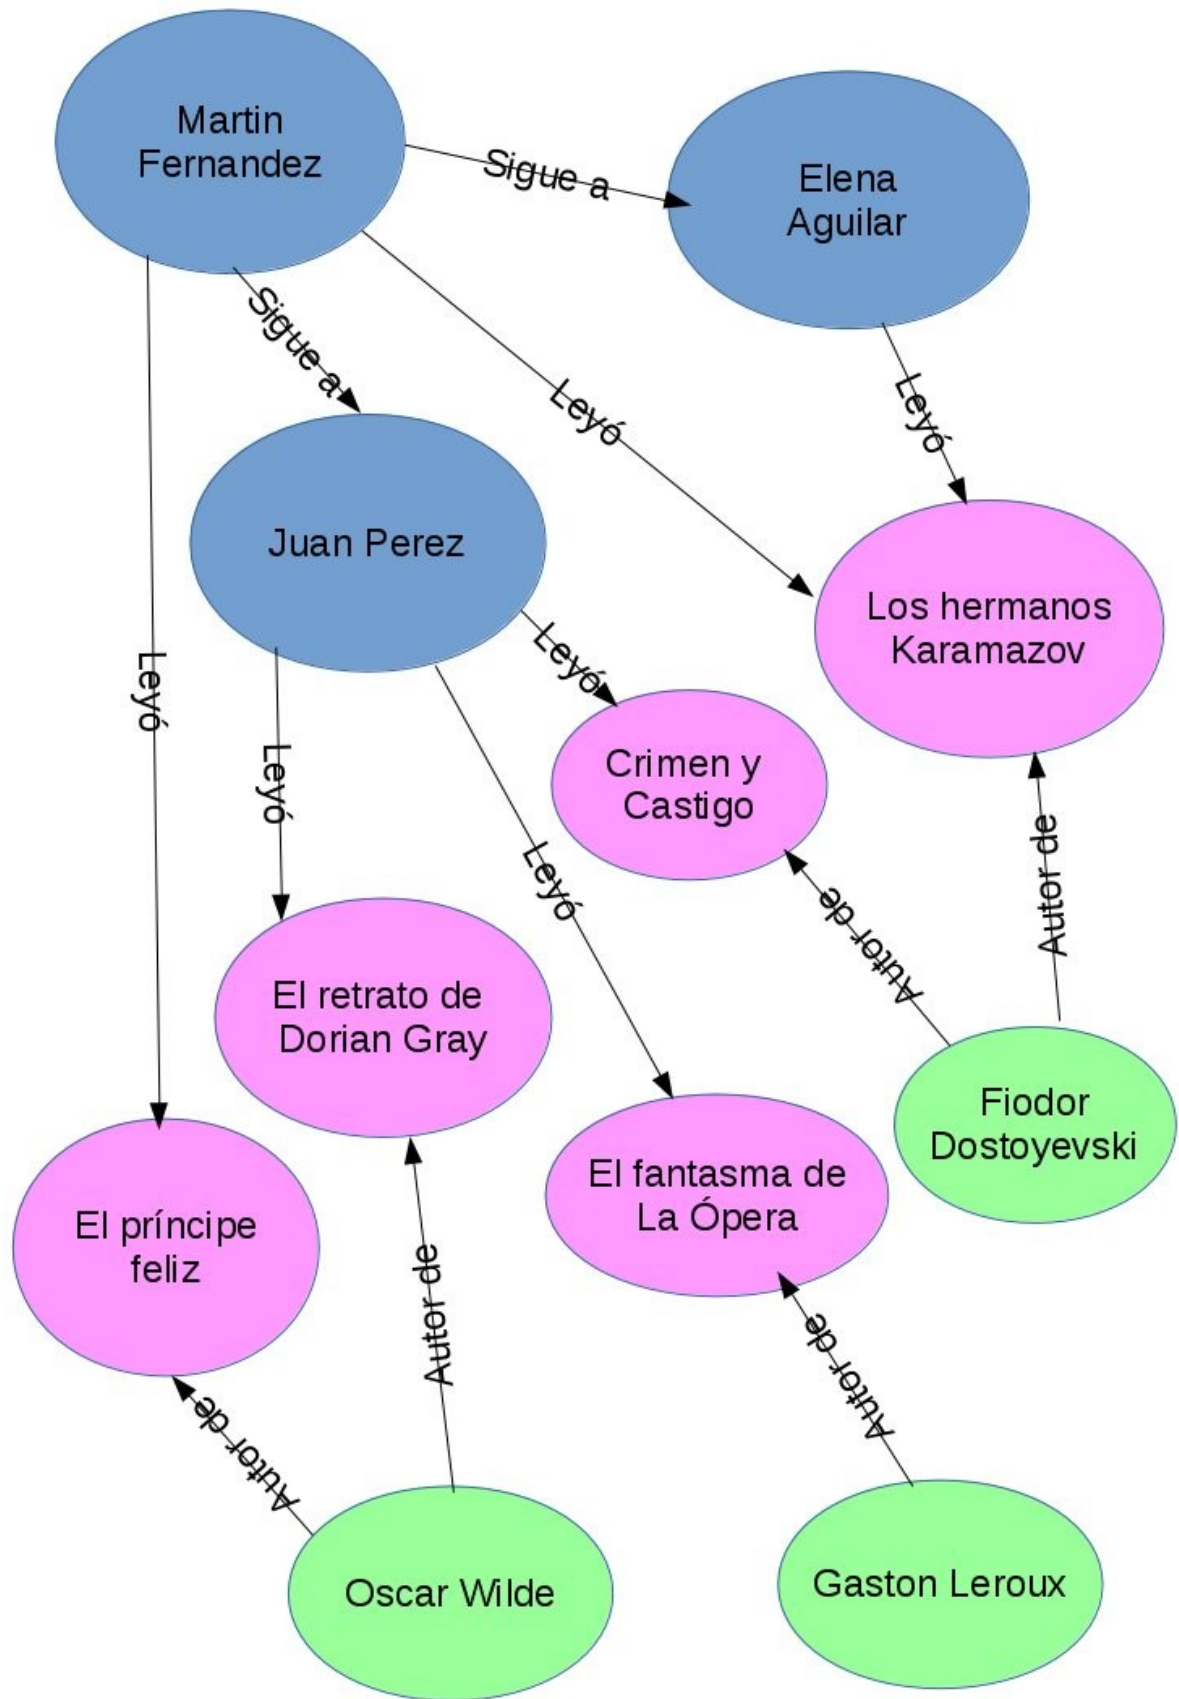 Martin
Fernandez
Sigue a
Elena
Aguilar
Sigue a
Leyó
Leyó
Juan Perez
Los hermanos
Karamazov
Leyó
Leyó
Leyó
Crimen y
Castigo
Leyó
Autor de
Autor de
El retrato de
Dorian Gray
Fiodor
Dostoyevski
El fantasma de
La Ópera
El príncipe
feliz
Autor de
Autor de
Autor de
Oscar Wilde
Gaston Leroux